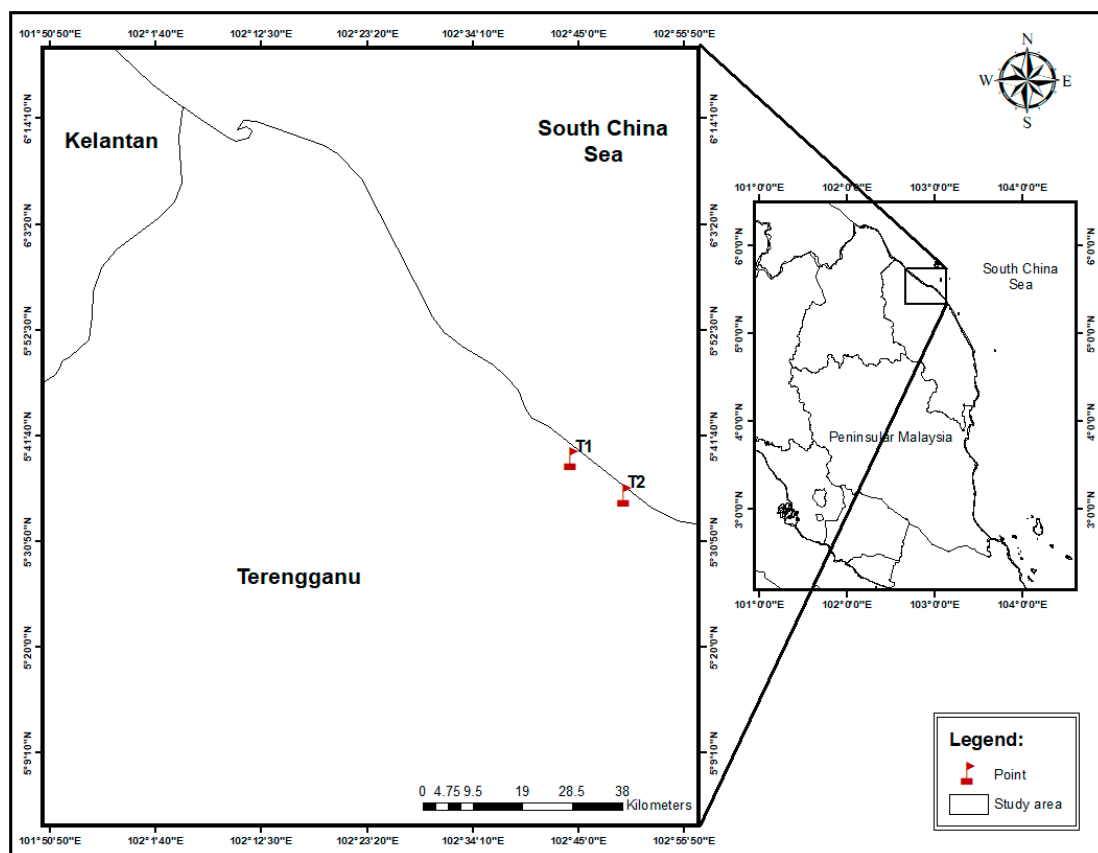 101°50'50"E 102°1'40"E 102°12'30"E 102°23'20"E 102°34'10"E 102°45'0"E 102°55'50"E
6°14'10"N
6°3'20"N
5°52'30"N
5°41'40"N
5°30'50"N
5°20'0"N
5°9'10"N
Kelantan
South China
Sea
T1
T2
Terengganu
0 4.75 9.5 19 28.5 38
Kilometers
6°14'10"N
6°3'20"N
5°52'30"N
5°41'40"N
5°30'50"N
5°20'0"N
5°9'10"N
101°50'50"E 102°1'40"E 102°12'30"E 102°23'20"E 102°34'10"E 102°45'0"E 102°55'50"E
N
W E
S
101°0'0"E 102°0'0"E 103°0'0"E 104°0'0"E
6°0'0"N
5°0'0"N
4°0'0"N
3°0'0"N
South China
Sea
Peninsular Malaysia
6°0'0"N
5°0'0"N
4°0'0"N
3°0'0"N
101°0'0"E 102°0'0"E 103°0'0"E 104°0'0"E
Legend:
Point
Study area